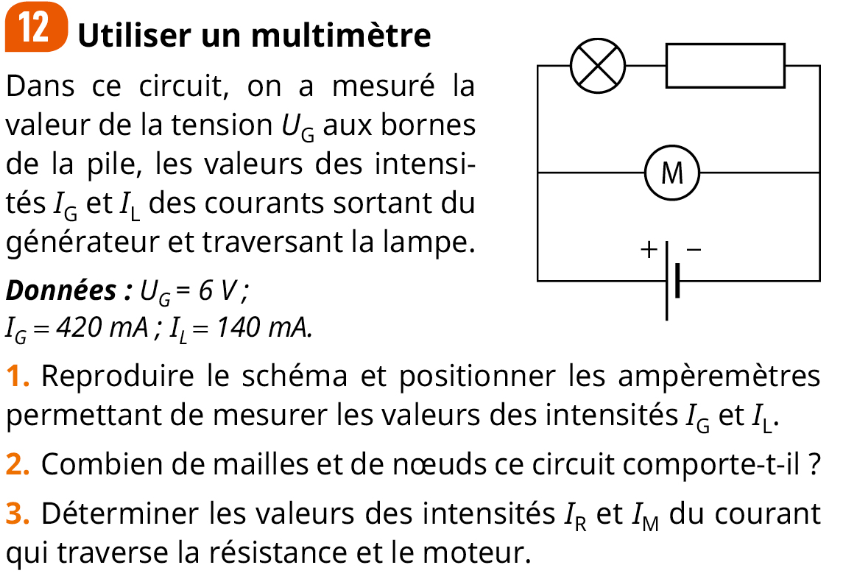 12 Utiliser un multimètre
Dans ce circuit, on a mesuré la
valeur de la tension U_G aux bornes
de la pile, les valeurs des intensi-
tés I_G et I_L des courants sortant du
générateur et traversant la lampe.
Données : U_G = 6 V ;
I_G = 420 mA ; I_L = 140 mA.
M
+ −
1. Reproduire le schéma et positionner les ampèremètres
permettant de mesurer les valeurs des intensités I_G et I_L.
2. Combien de mailles et de nœuds ce circuit comporte-t-il ?
3. Déterminer les valeurs des intensités I_R et I_M du courant
qui traverse la résistance et le moteur.